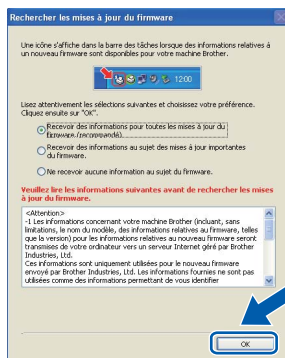 Rechercher les mises à jour du firmware
Une icône s'affiche dans la barre des tâches lorsque des informations relatives à
un nouveau firmware sont disponibles pour votre machine Brother.
1200
Lisez attentivement les sélections suivantes et choisissez votre préférence.
Cliquez ensuite sur "OK".
Recevoir des informations pour toutes les mises à jour du
firmware.(recommandé)
Recevoir des informations au sujet des mises à jour importantes
du firmware.
Ne recevoir aucune information au sujet du firmware.
Veuillez lire les informations suivantes avant de rechercher les mises
à jour du firmware.
<Attention>
-1 Les informations concernant votre machine Brother (incluant, sans
limitations, le nom du modèle, des informations relatives au firmware, telles
que la version) pour les informations relatives au nouveau firmware seront
transmises de votre ordinateur vers un serveur Internet géré par Brother
Industries, Ltd.
Ces informations sont uniquement utilisées pour le nouveau firmware
envoyé par Brother Industries, Ltd. Les informations fournies ne sont pas
utilisées comme des informations permettant de vous identifier
OK